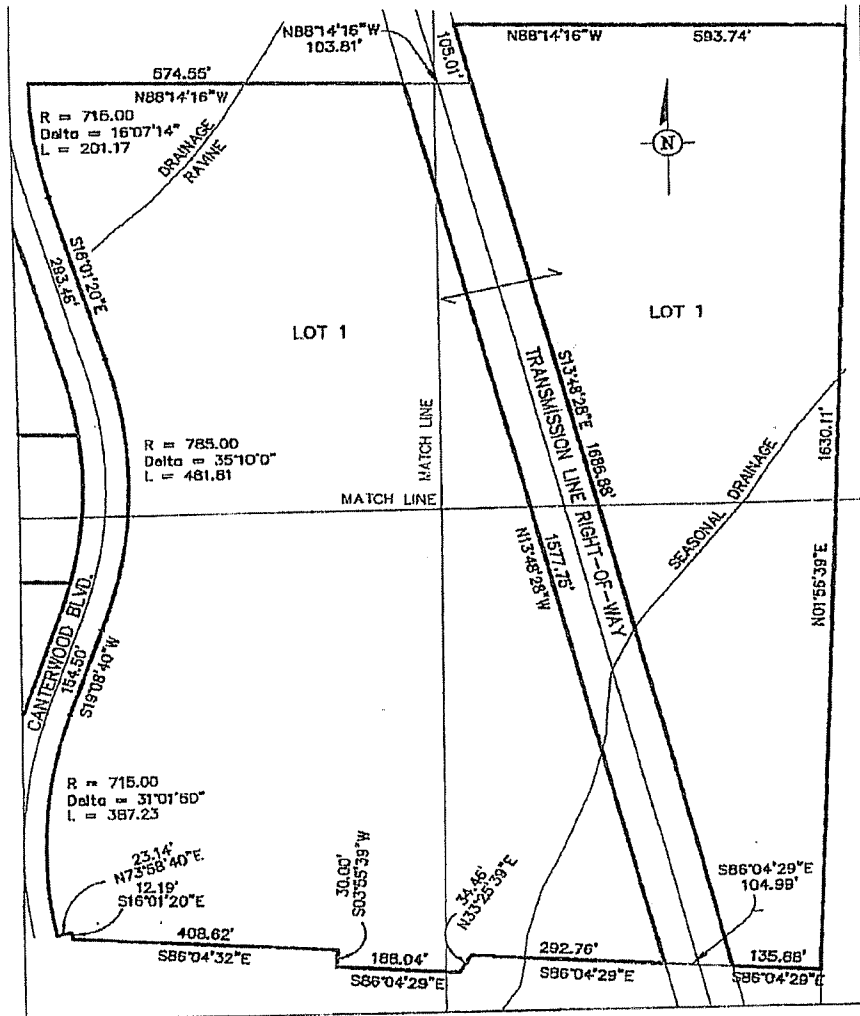 N88°14'16"W
103.81'
105.01'
N88°14'16"W
593.74'
574.55'
N88°14'16"W
R = 715.00
Delta = 16°07'14"
L = 201.17
DRAINAGE
RAVINE
N
S16°01'20"E
293.46'
LOT 1
LOT 1
TRANSMISSION LINE RIGHT-OF-WAY
S13°48'28"E 1686.88'
MATCH LINE
R = 785.00
Delta = 35°10'0"
L = 481.81
MATCH LINE
1630.11'
SEASONAL DRAINAGE
N13°48'28"W
1577.75'
N01°56'39"E
CANTERWOOD BLVD.
154.50'
S19°08'40"W
R = 715.00
Delta = 31°01'50"
L = 387.23
23.14'
N73°58'40"E
12.19'
S16°01'20"E
30.00'
S03°55'39"W
34.46'
N33°25'39"E
S86°04'29"E
104.99'
408.62'
S86°04'32"E
188.04'
S86°04'29"E
292.76'
S86°04'29"E
135.88'
S86°04'29"E